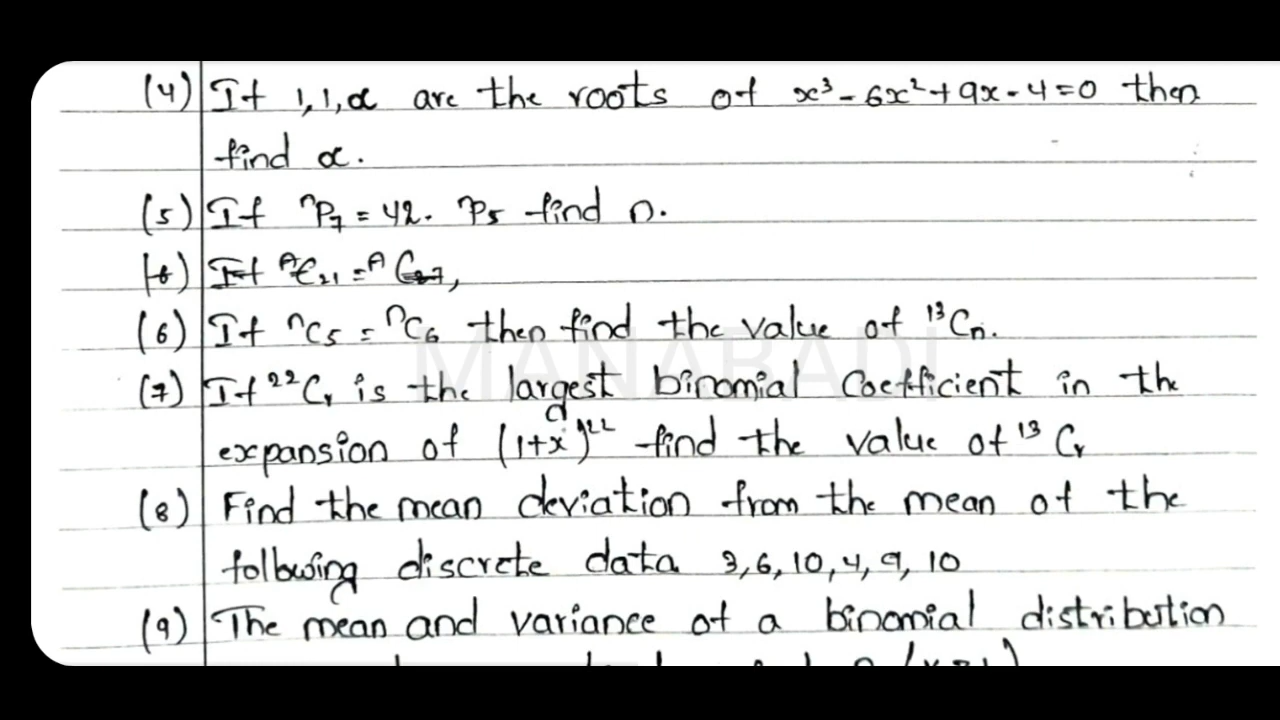 (4) If 1,1,α are the roots of x³-6x²+9x-4=0 then
find α.
(5) If ⁿP₇ = 42. ⁿP₅ find n.
(6) If ⁿC₅ = ⁿC₆ then find the value of ¹³Cₙ.
(7) If ²²Cᵣ is the largest binomial Coefficient in the
expansion of (1+x)²² find the value of ¹³Cᵣ
(8) Find the mean deviation from the mean of the
following discrete data 3,6,10,4,9,10
(9) The mean and variance of a binomial distribution
MANABADI